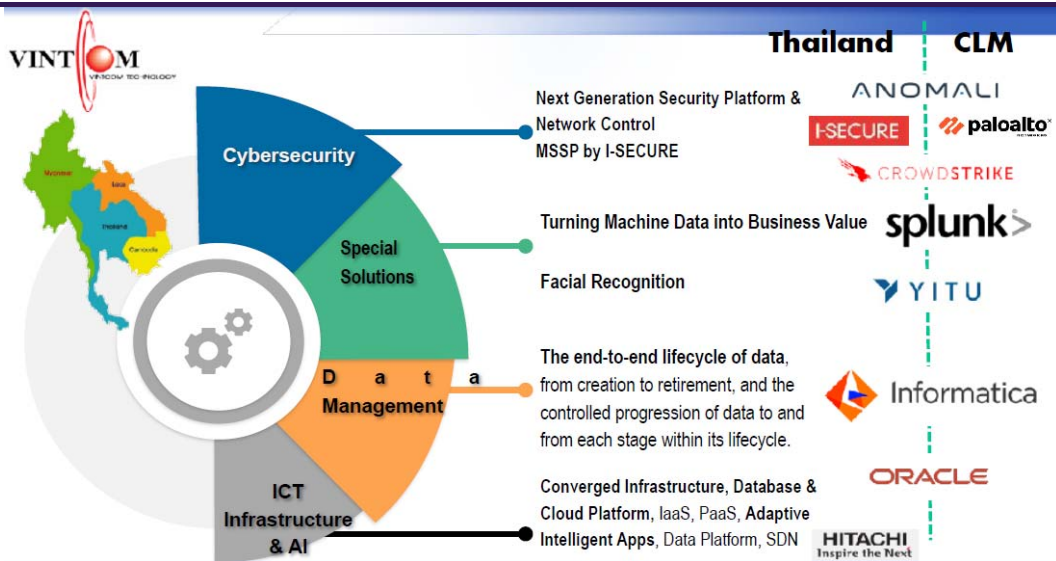 VINTCOM
VINTCOM TECHNOLOGY
Thailand
CLM
Myanmar
Laos
Thailand
Cambodia
Cybersecurity
Next Generation Security Platform &
Network Control
MSSP by I-SECURE
ANOMALI
I-SECURE
paloalto
CROWDSTRIKE
Special
Solutions
Turning Machine Data into Business Value
splunk>
Facial Recognition
YITU
Data
Management
The end-to-end lifecycle of data,
from creation to retirement, and the
controlled progression of data to and
from each stage within its lifecycle.
Informatica
ICT
Infrastructure
& AI
Converged Infrastructure, Database &
Cloud Platform, IaaS, PaaS, Adaptive
Intelligent Apps, Data Platform, SDN
ORACLE
HITACHI
Inspire the Next